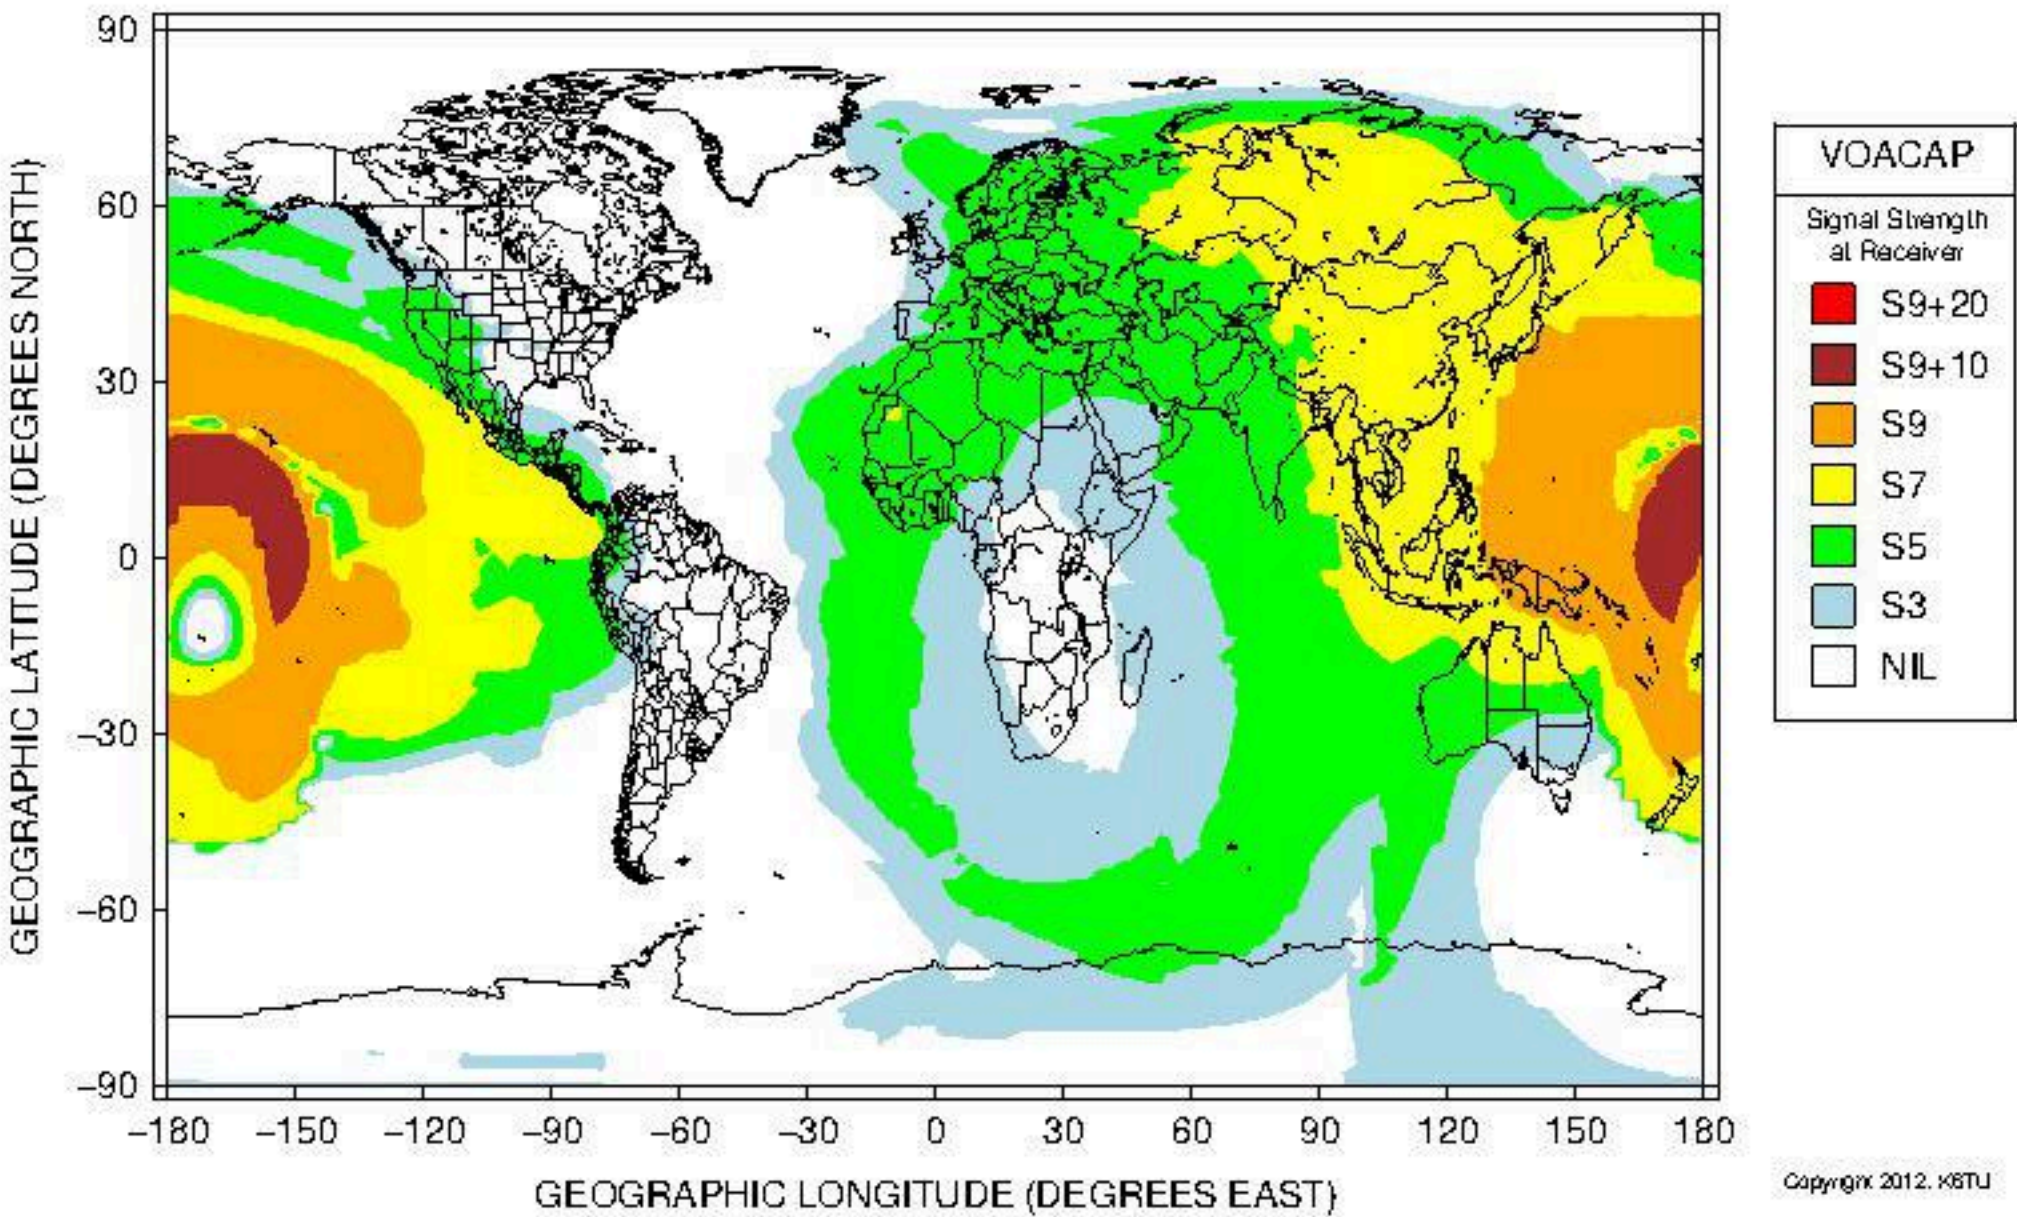 GEOGRAPHIC LATITUDE (DEGREES NORTH)
90
60
30
0
−30
−60
−90
−180 −150 −120 −90 −60 −30 0 30 60 90 120 150 180
GEOGRAPHIC LONGITUDE (DEGREES EAST)
VOACAP
Signal Strength
at Receiver
S9+20
S9+10
S9
S7
S5
S3
NIL
Copyright 2012, K6TU